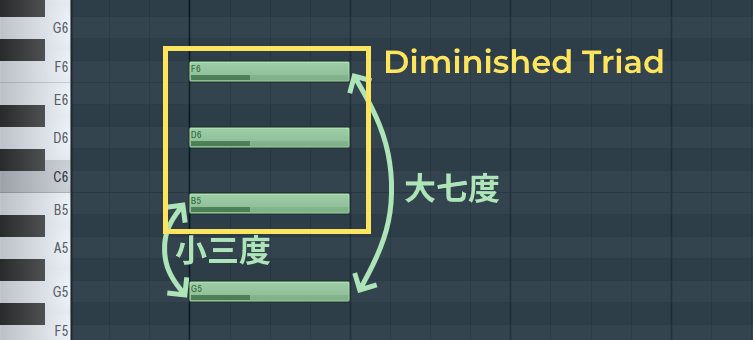 G6
F6
Diminished Triad
F6
E6
D6
D6
C6
大七度
B5
B5
小三度
A5
G5
G5
F5